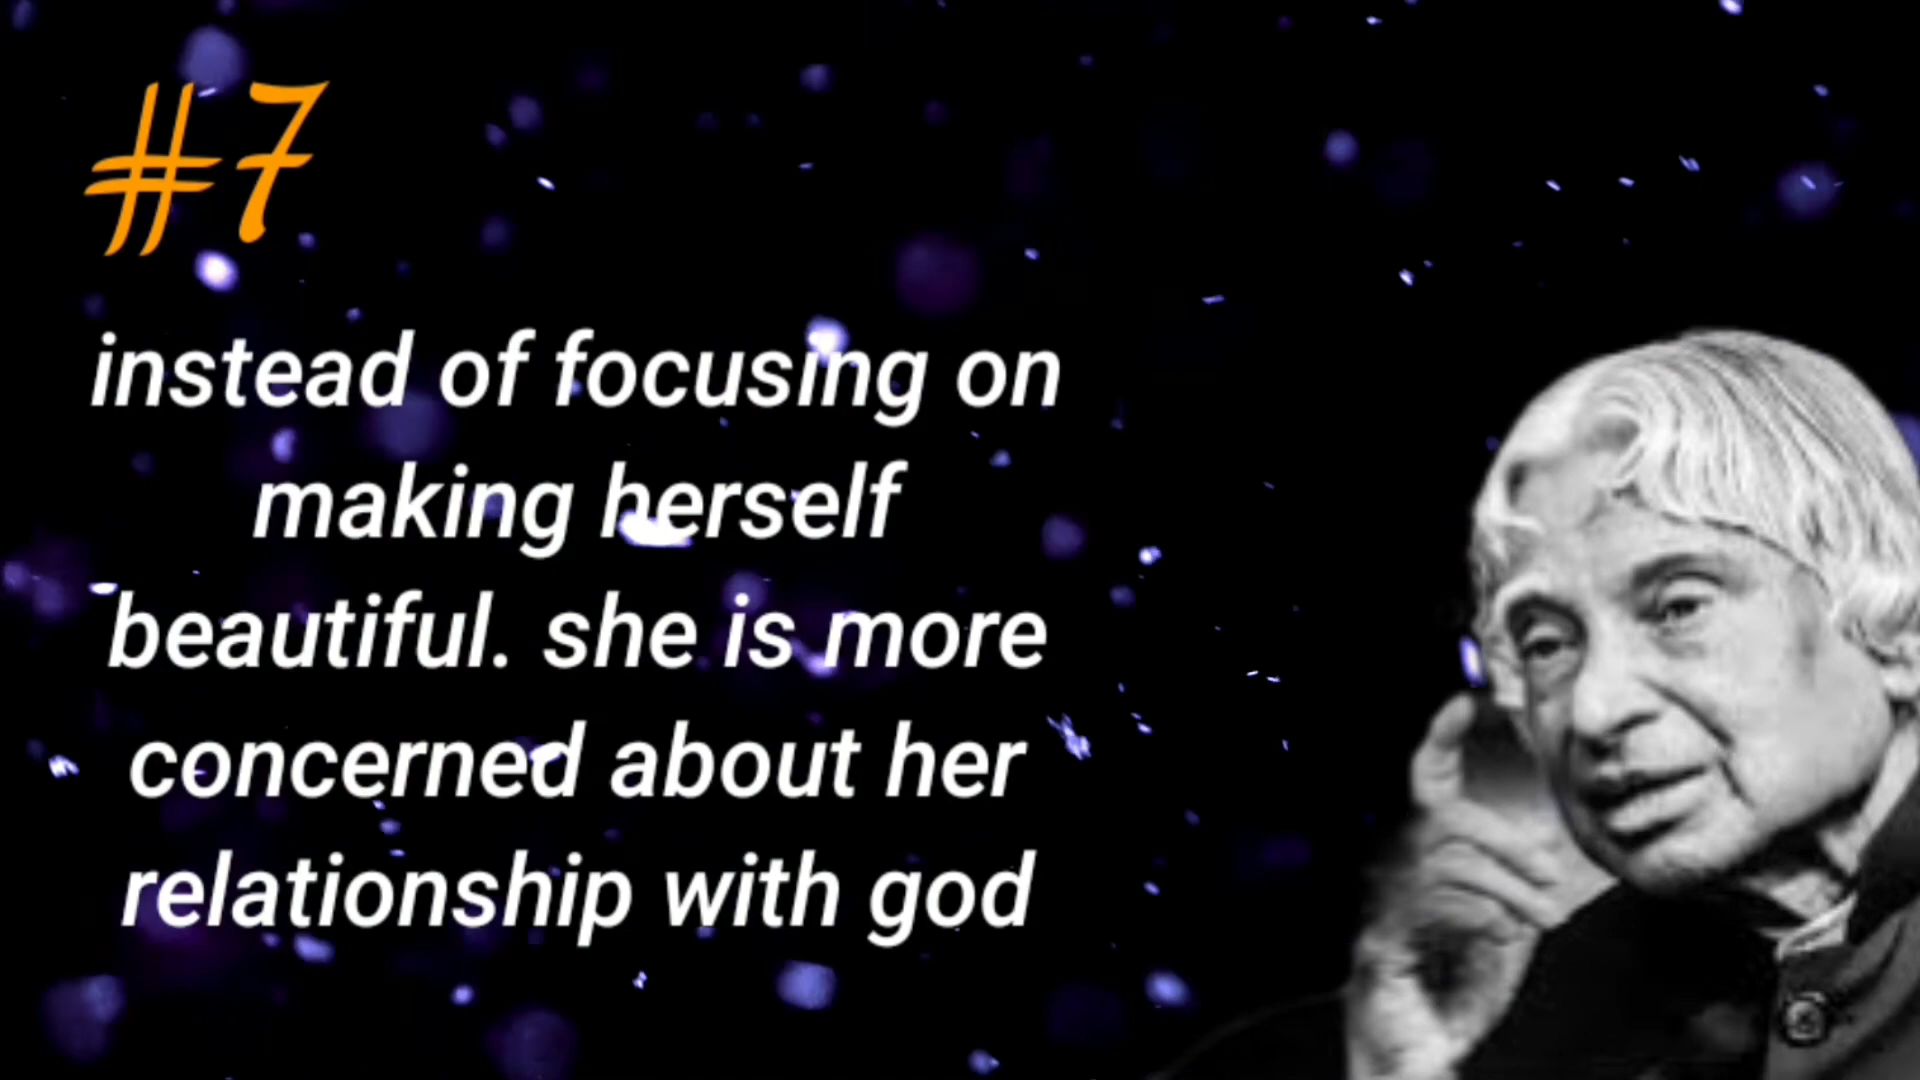 #7
instead of focusing on
making herself
beautiful. she is more
concerned about her
relationship with god